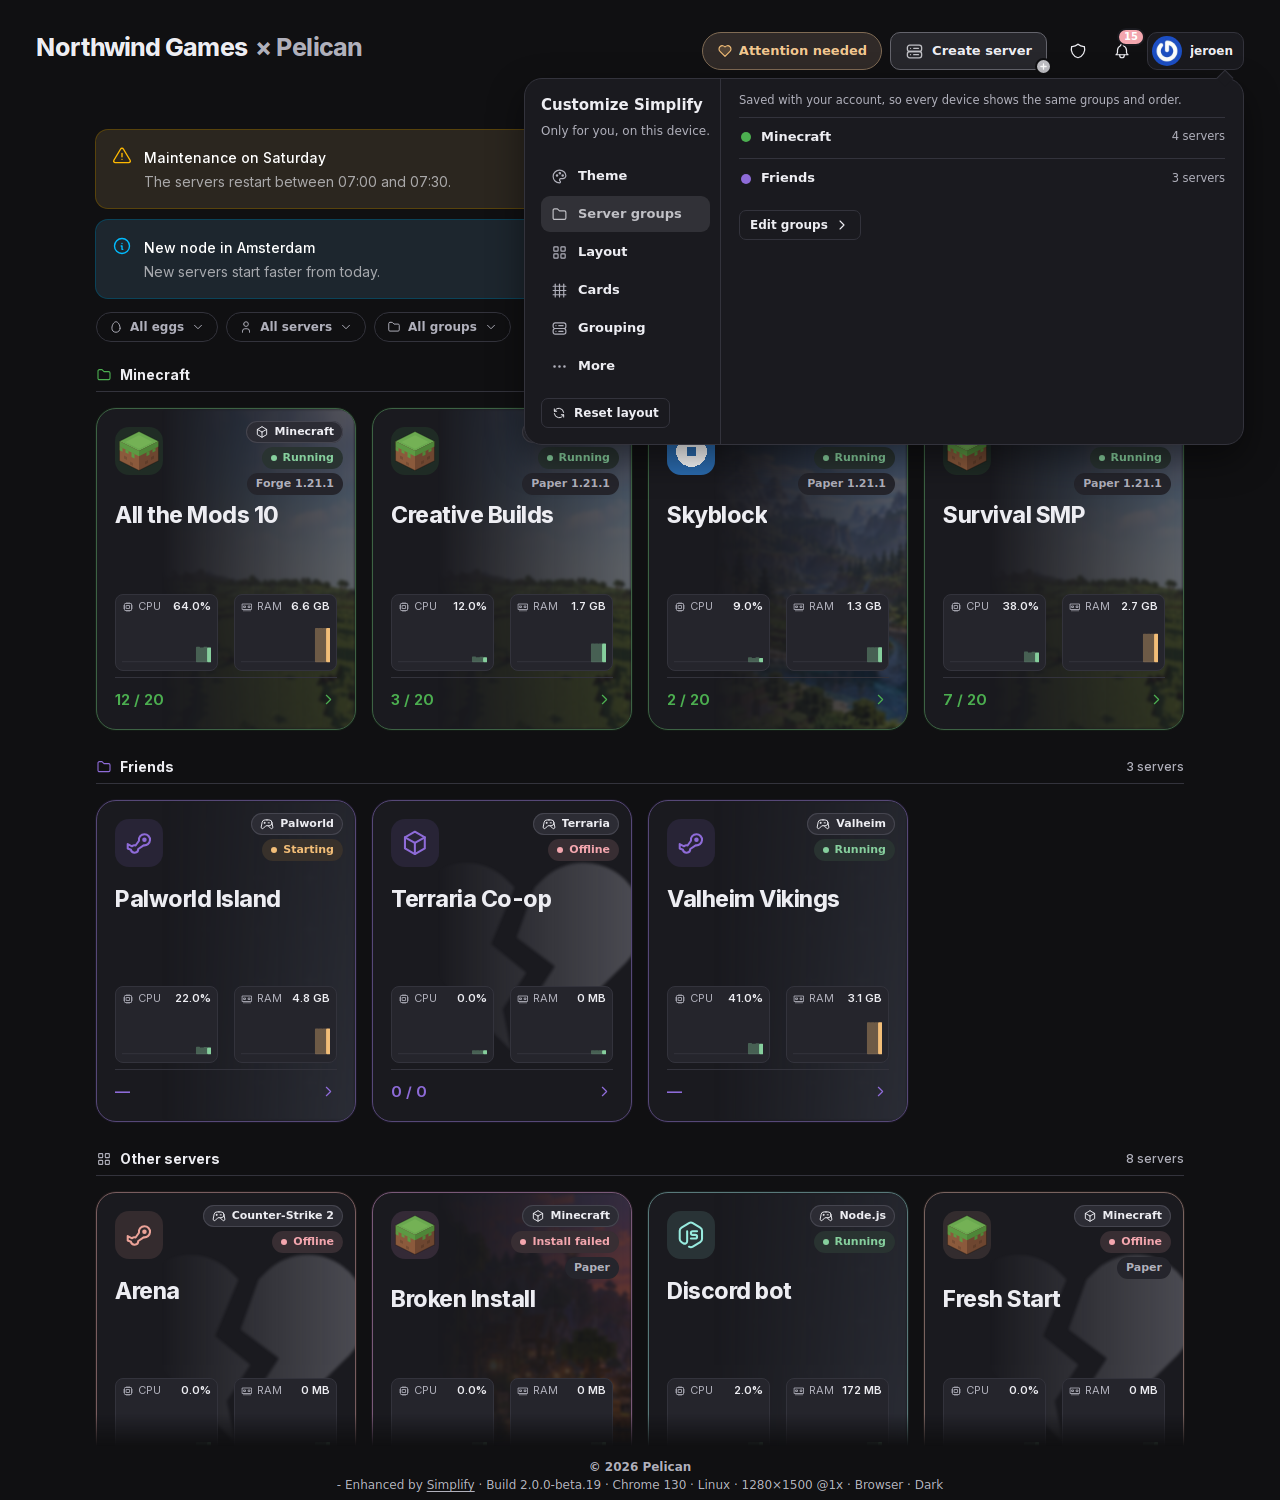 Northwind Games × Pelican
Attention needed
Create server
15
jeroen
Customize Simplify
Only for you, on this device.
Theme
Server groups
Layout
Cards
Grouping
More
Reset layout
Saved with your account, so every device shows the same groups and order.
Minecraft
4 servers
Friends
3 servers
Edit groups
Maintenance on Saturday
The servers restart between 07:00 and 07:30.
New node in Amsterdam
New servers start faster from today.
All eggs
All servers
All groups
Minecraft
Minecraft
Running
Forge 1.21.1
All the Mods 10
CPU 64.0%
RAM 6.6 GB
12 / 20
Running
Paper 1.21.1
Creative Builds
CPU 12.0%
RAM 1.7 GB
3 / 20
Running
Paper 1.21.1
Skyblock
CPU 9.0%
RAM 1.3 GB
2 / 20
Running
Paper 1.21.1
Survival SMP
CPU 38.0%
RAM 2.7 GB
7 / 20
Friends
3 servers
Palworld
Starting
Palworld Island
CPU 22.0%
RAM 4.8 GB
—
Terraria
Offline
Terraria Co-op
CPU 0.0%
RAM 0 MB
0 / 0
Valheim
Running
Valheim Vikings
CPU 41.0%
RAM 3.1 GB
—
Other servers
8 servers
Counter-Strike 2
Offline
Arena
CPU 0.0%
RAM 0 MB
Minecraft
Install failed
Paper
Broken Install
CPU 0.0%
RAM 0 MB
Node.js
Running
Discord bot
CPU 2.0%
RAM 172 MB
Minecraft
Offline
Paper
Fresh Start
CPU 0.0%
RAM 0 MB
© 2026 Pelican
- Enhanced by Simplify · Build 2.0.0-beta.19 · Chrome 130 · Linux · 1280×1500 @1x · Browser · Dark